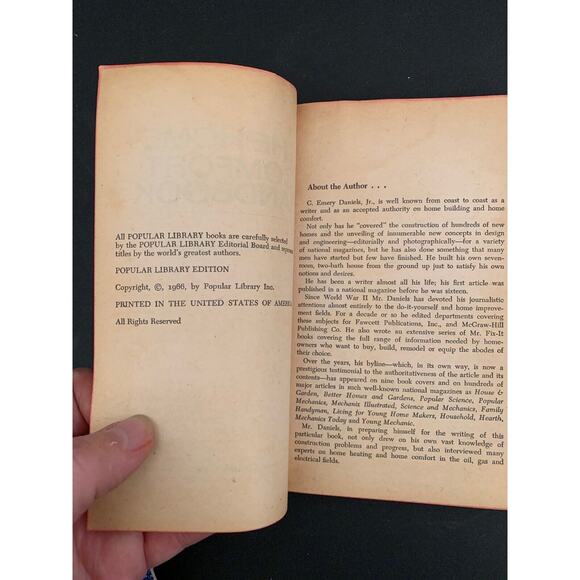 All POPULAR LIBRARY books are carefully selected
by the POPULAR LIBRARY Editorial Board and represent
titles by the world's greatest authors.
POPULAR LIBRARY EDITION
Copyright, ©, 1966, by Popular Library Inc.
PRINTED IN THE UNITED STATES OF AMERICA
All Rights Reserved
About the Author . . .
C. Emery Daniels, Jr., is well known from coast to coast as a
writer and as an accepted authority on home building and home
comfort.
Not only has he "covered" the construction of hundreds of new
homes and the unveiling of innumerable new concepts in design
and engineering—editorially and photographically—for a variety
of national magazines, but he has done something that many
men have started but few have finished. He built his own seven-
room, two-bath house from the ground up just to satisfy his own
notions and desires.
He has been a writer almost all his life; his first article was
published in a national magazine before he was sixteen.
Since World War II Mr. Daniels has devoted his journalistic
attentions almost entirely to the do-it-yourself and home improve-
ment fields. For a decade or so he edited departments covering
these subjects for Fawcett Publications, Inc., and McGraw-Hill
Publishing Co. He also wrote an extensive series of Mr. Fix-It
books covering the full range of information needed by home-
owners who want to buy, build, remodel or equip the abodes of
their choice.
Over the years, his byline—which, in its own way, is now a
prestigious testimonial to the authoritativeness of the article and its
contents—has appeared on nine book covers and on hundreds of
major articles in such well-known national magazines as House &
Garden, Better Homes and Gardens, Popular Science, Popular
Mechanics, Mechanix Illustrated, Science and Mechanics, Family
Handyman, Living for Young Home Makers, Household, Hearth,
Mechanics Today and Young Mechanic.
Mr. Daniels, in preparing himself for the writing of this
particular book, not only drew on his own vast knowledge of
construction problems and progress, but also interviewed many
experts on home heating and home comfort in the oil, gas and
electrical fields.